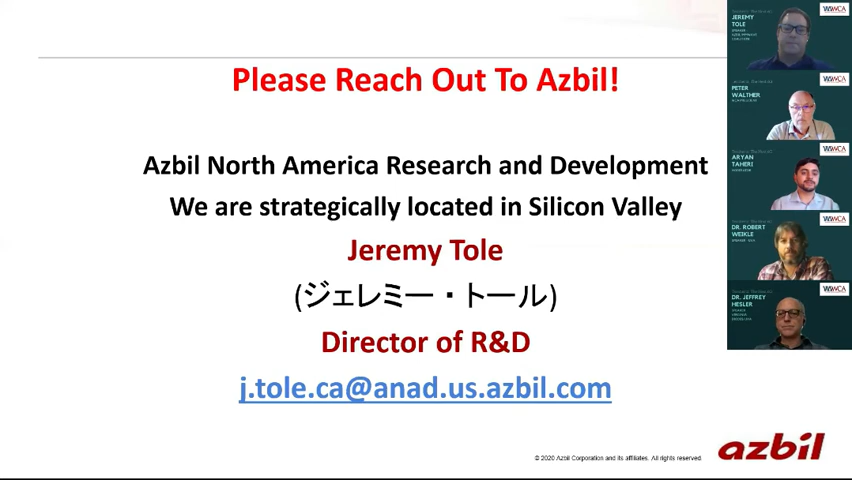 Please Reach Out To Azbil!
Azbil North America Research and Development
We are strategically located in Silicon Valley
Jeremy Tole
(ジェレミー・トール)
Director of R&D
j.tole.ca@anad.us.azbil.com
© 2020 Azbil Corporation and its affiliates. All rights reserved.
azbil
JEREMY
TOLE
PETER
WALTHER
ARYAN
TAHERI
DR. ROBERT
WEIKLE
DR. JEFFREY
HESLER